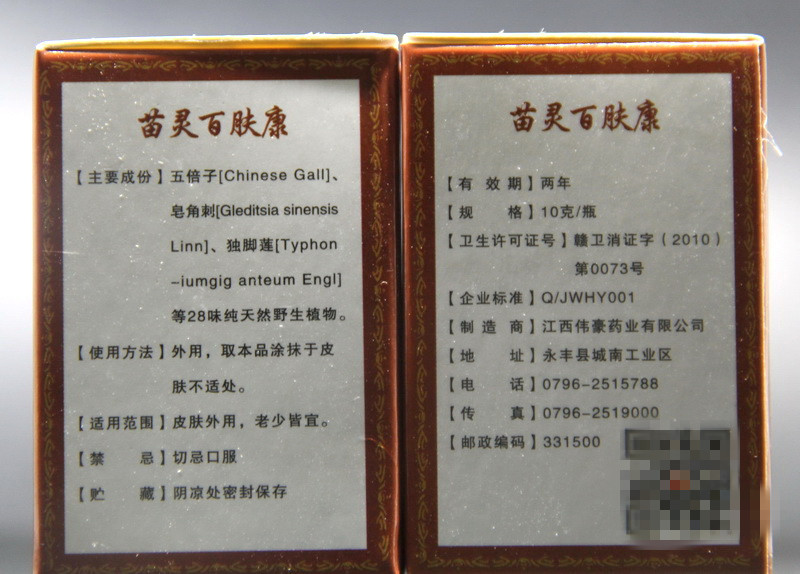 苗灵百肤康
【主要成份】五倍子[Chinese Gall]、
皂角刺[Gleditsia sinensis
Linn]、独脚莲[Typhon
-iumgig anteum Engl]
等28味纯天然野生植物。
【使用方法】外用，取本品涂抹于皮
肤不适处。
【适用范围】皮肤外用，老少皆宜。
【禁 忌】切忌口服
【贮 藏】阴凉处密封保存
苗灵百肤康
【有 效 期】两年
【规 格】10克/瓶
【卫生许可证号】赣卫消证字（2010）
第0073号
【企业标准】Q/JWHY001
【制 造 商】江西伟豪药业有限公司
【地 址】永丰县城南工业区
【电 话】0796-2515788
【传 真】0796-2519000
【邮政编码】331500